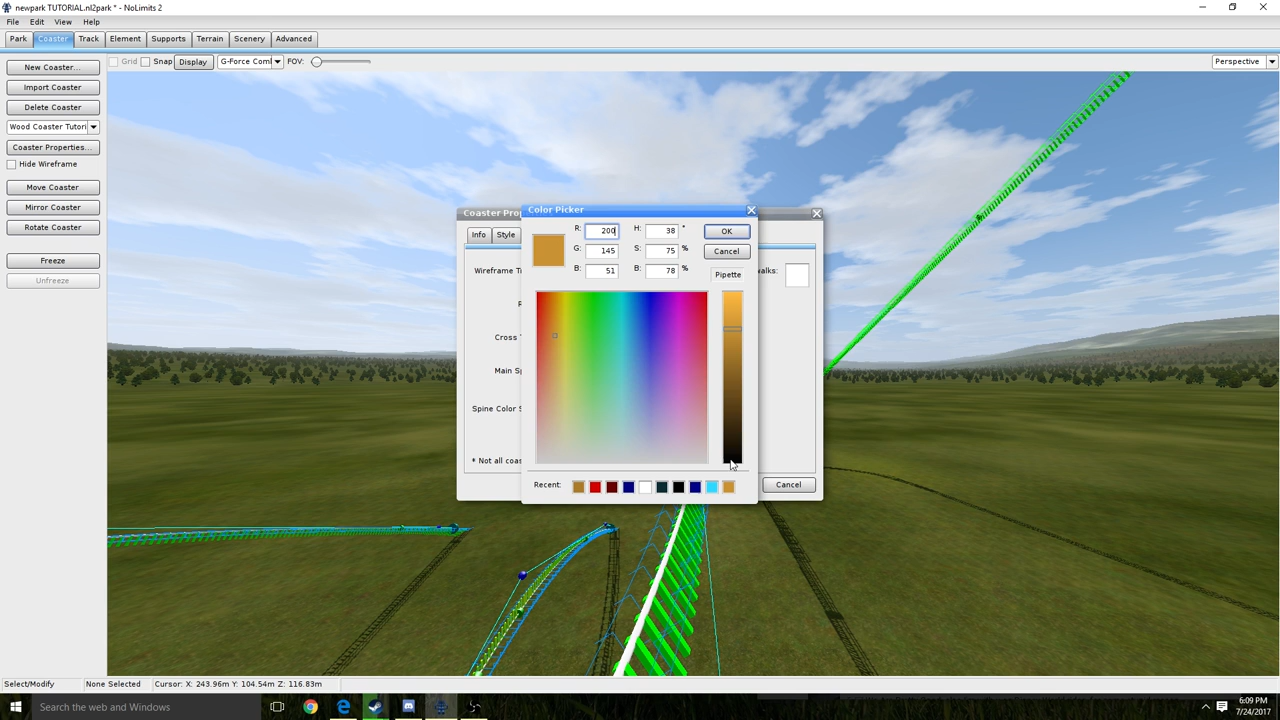 newpark TUTORIAL.nl2park * - NoLimits 2
File Edit View Help
Park Coaster Track Element Supports Terrain Scenery Advanced
New Coaster...
Import Coaster
Delete Coaster
Wood Coaster Tutori
Coaster Properties...
Hide Wireframe
Move Coaster
Mirror Coaster
Rotate Coaster
Freeze
Unfreeze
Grid Snap Display G-Force Coml FOV:
Perspective
Coaster Pro
Info Style
Wireframe T
Cross
Main S
Spine Color S
* Not all coas
alks:
Cancel
Color Picker
R: 200 H: 38 °
G: 145 S: 75 %
B: 51 B: 78 %
OK
Cancel
Pipette
Recent:
Select/Modify None Selected Cursor: X: 243.96m Y: 104.54m Z: 116.83m
Search the web and Windows
6:09 PM
7/24/2017